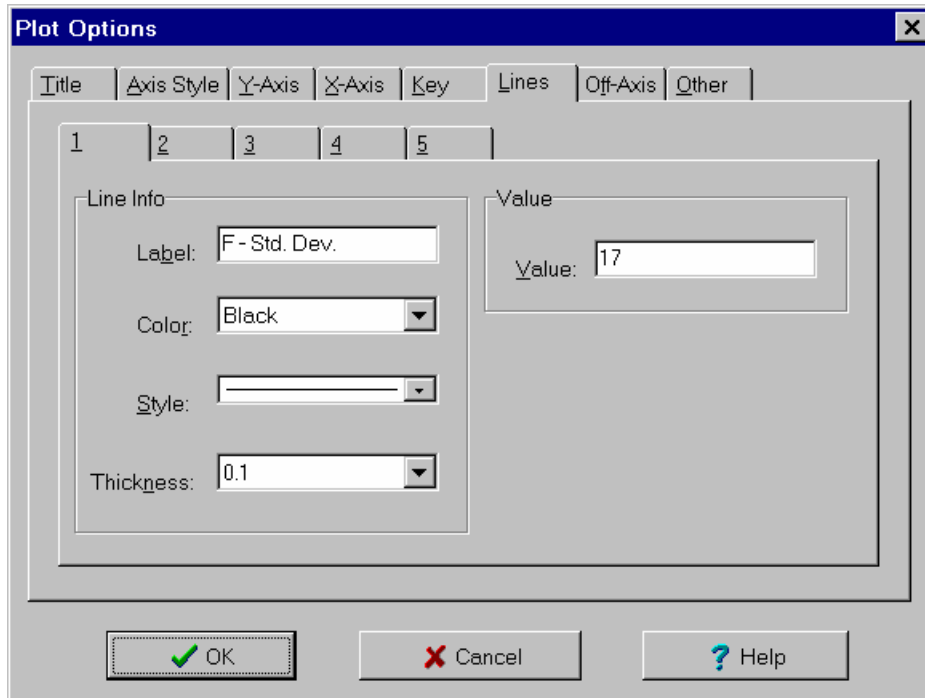 Plot Options
Title Axis Style Y-Axis X-Axis Key Lines Off-Axis Other
1 2 3 4 5
Line Info
Label: F - Std. Dev.
Color: Black
Style:
Thickness: 0.1
Value
Value: 17
OK Cancel Help